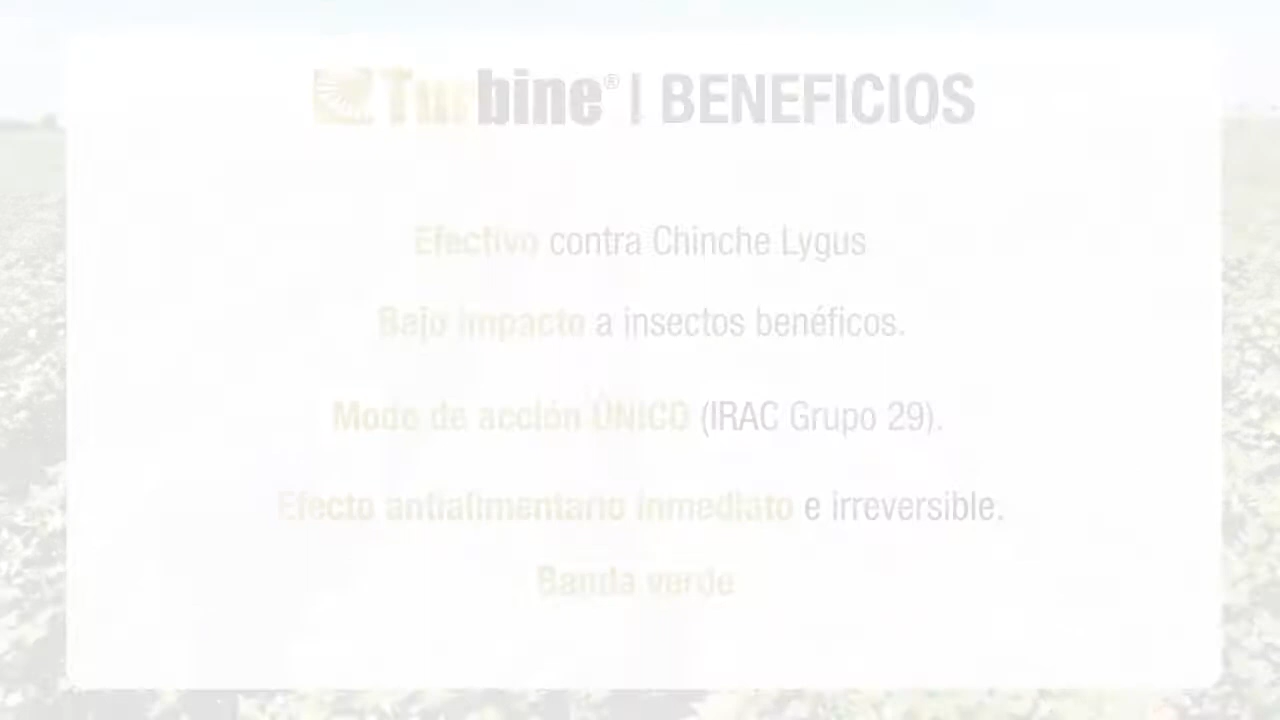 Turbine® | BENEFICIOS
Efectivo contra Chinche Lygus
Bajo impacto a insectos benéficos.
Modo de acción ÚNICO (IRAC Grupo 29).
Efecto antialimentario inmediato e irreversible.
Banda verde